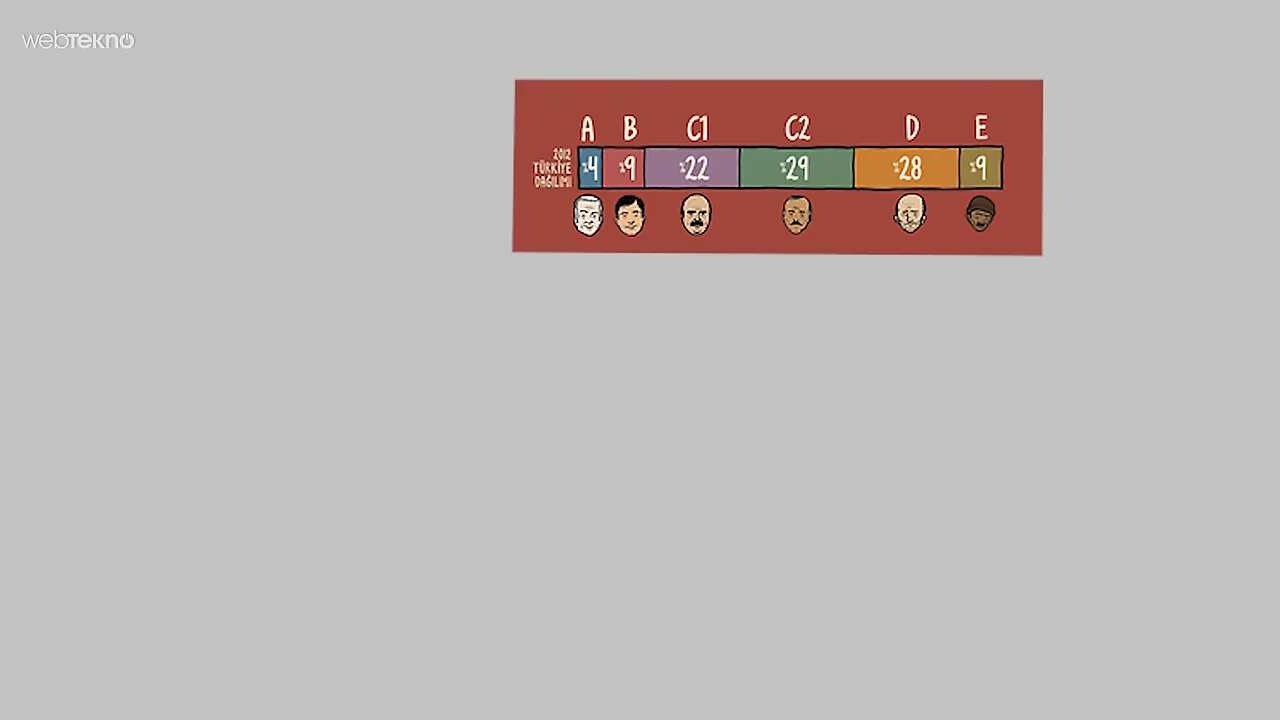 webtekno
A B C1 C2 D E
2012
TÜRKİYE
DAĞILIMI
%4 %9 %22 %29 %28 %9